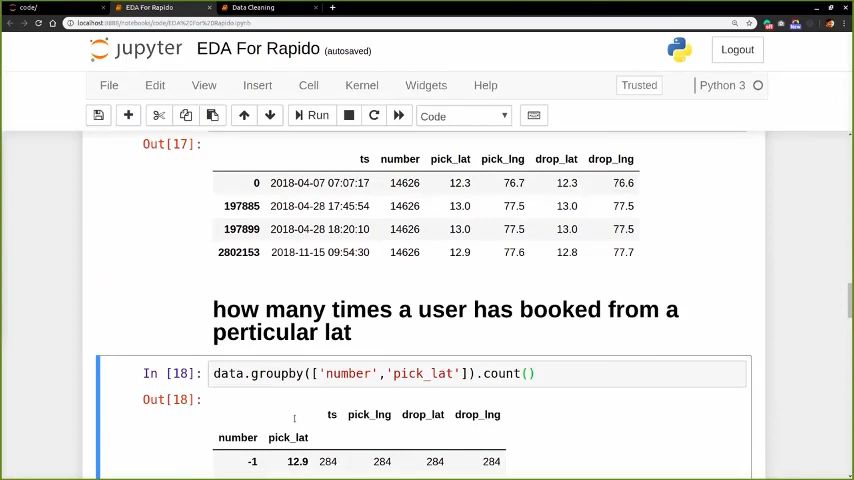 code/
EDA For Rapido
Data Cleaning
localhost:8888/notebooks/code/EDA%20For%20Rapido.ipynb
jupyter
EDA For Rapido (autosaved)
Logout
File Edit View Insert Cell Kernel Widgets Help
Trusted
Python 3
Run
Code
Out[17]:
ts number pick_lat pick_lng drop_lat drop_lng
0 2018-04-07 07:07:17 14626 12.3 76.7 12.3 76.6
197885 2018-04-28 17:45:54 14626 13.0 77.5 13.0 77.5
197899 2018-04-28 18:20:10 14626 13.0 77.5 13.0 77.5
2802153 2018-11-15 09:54:30 14626 12.9 77.6 12.8 77.7
how many times a user has booked from a
perticular lat
In [18]: data.groupby(['number','pick_lat']).count()
Out[18]:
ts pick_lng drop_lat drop_lng
number pick_lat
-1 12.9 284 284 284 284